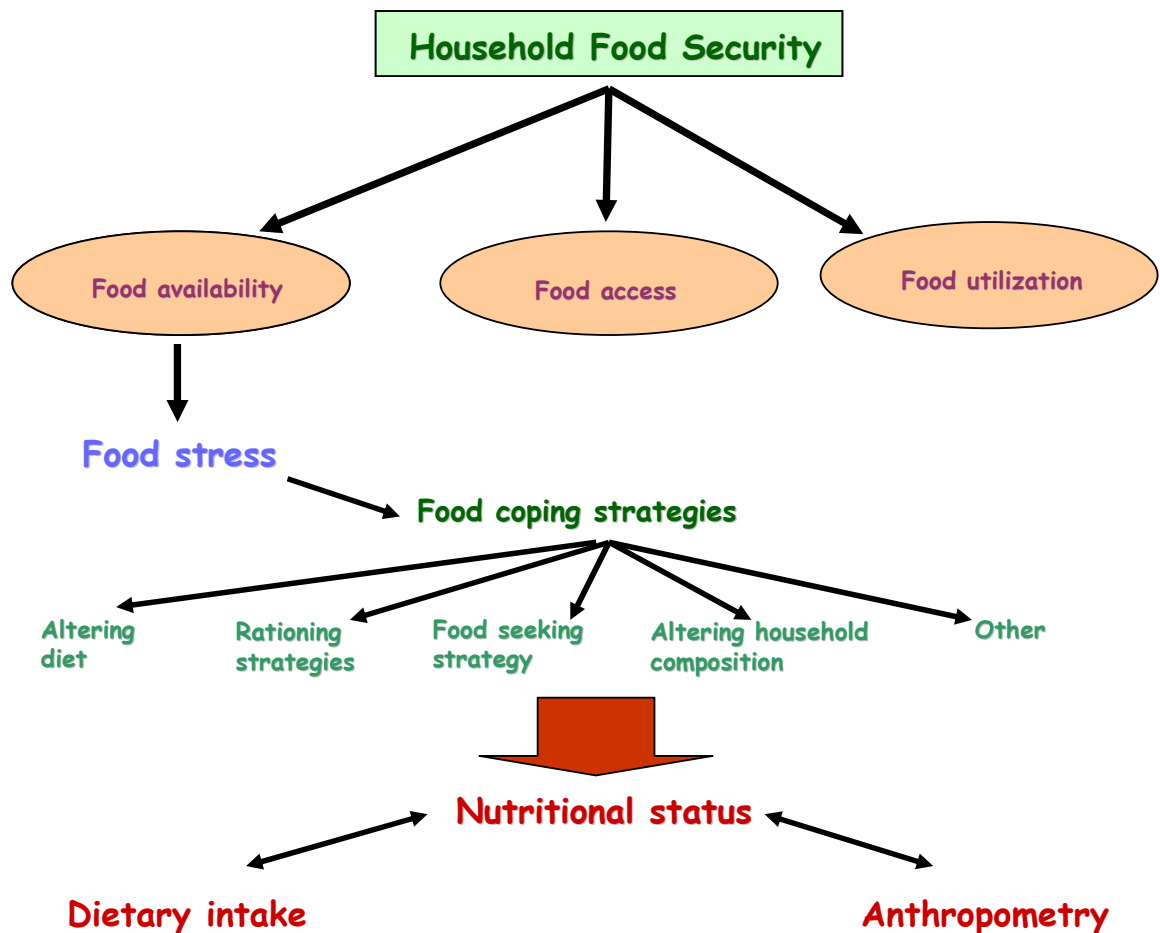 Household Food Security
Food availability
Food access
Food utilization
Food stress
Food coping strategies
Altering
diet
Rationing
strategies
Food seeking
strategy
Altering household
composition
Other
Nutritional status
Dietary intake
Anthropometry